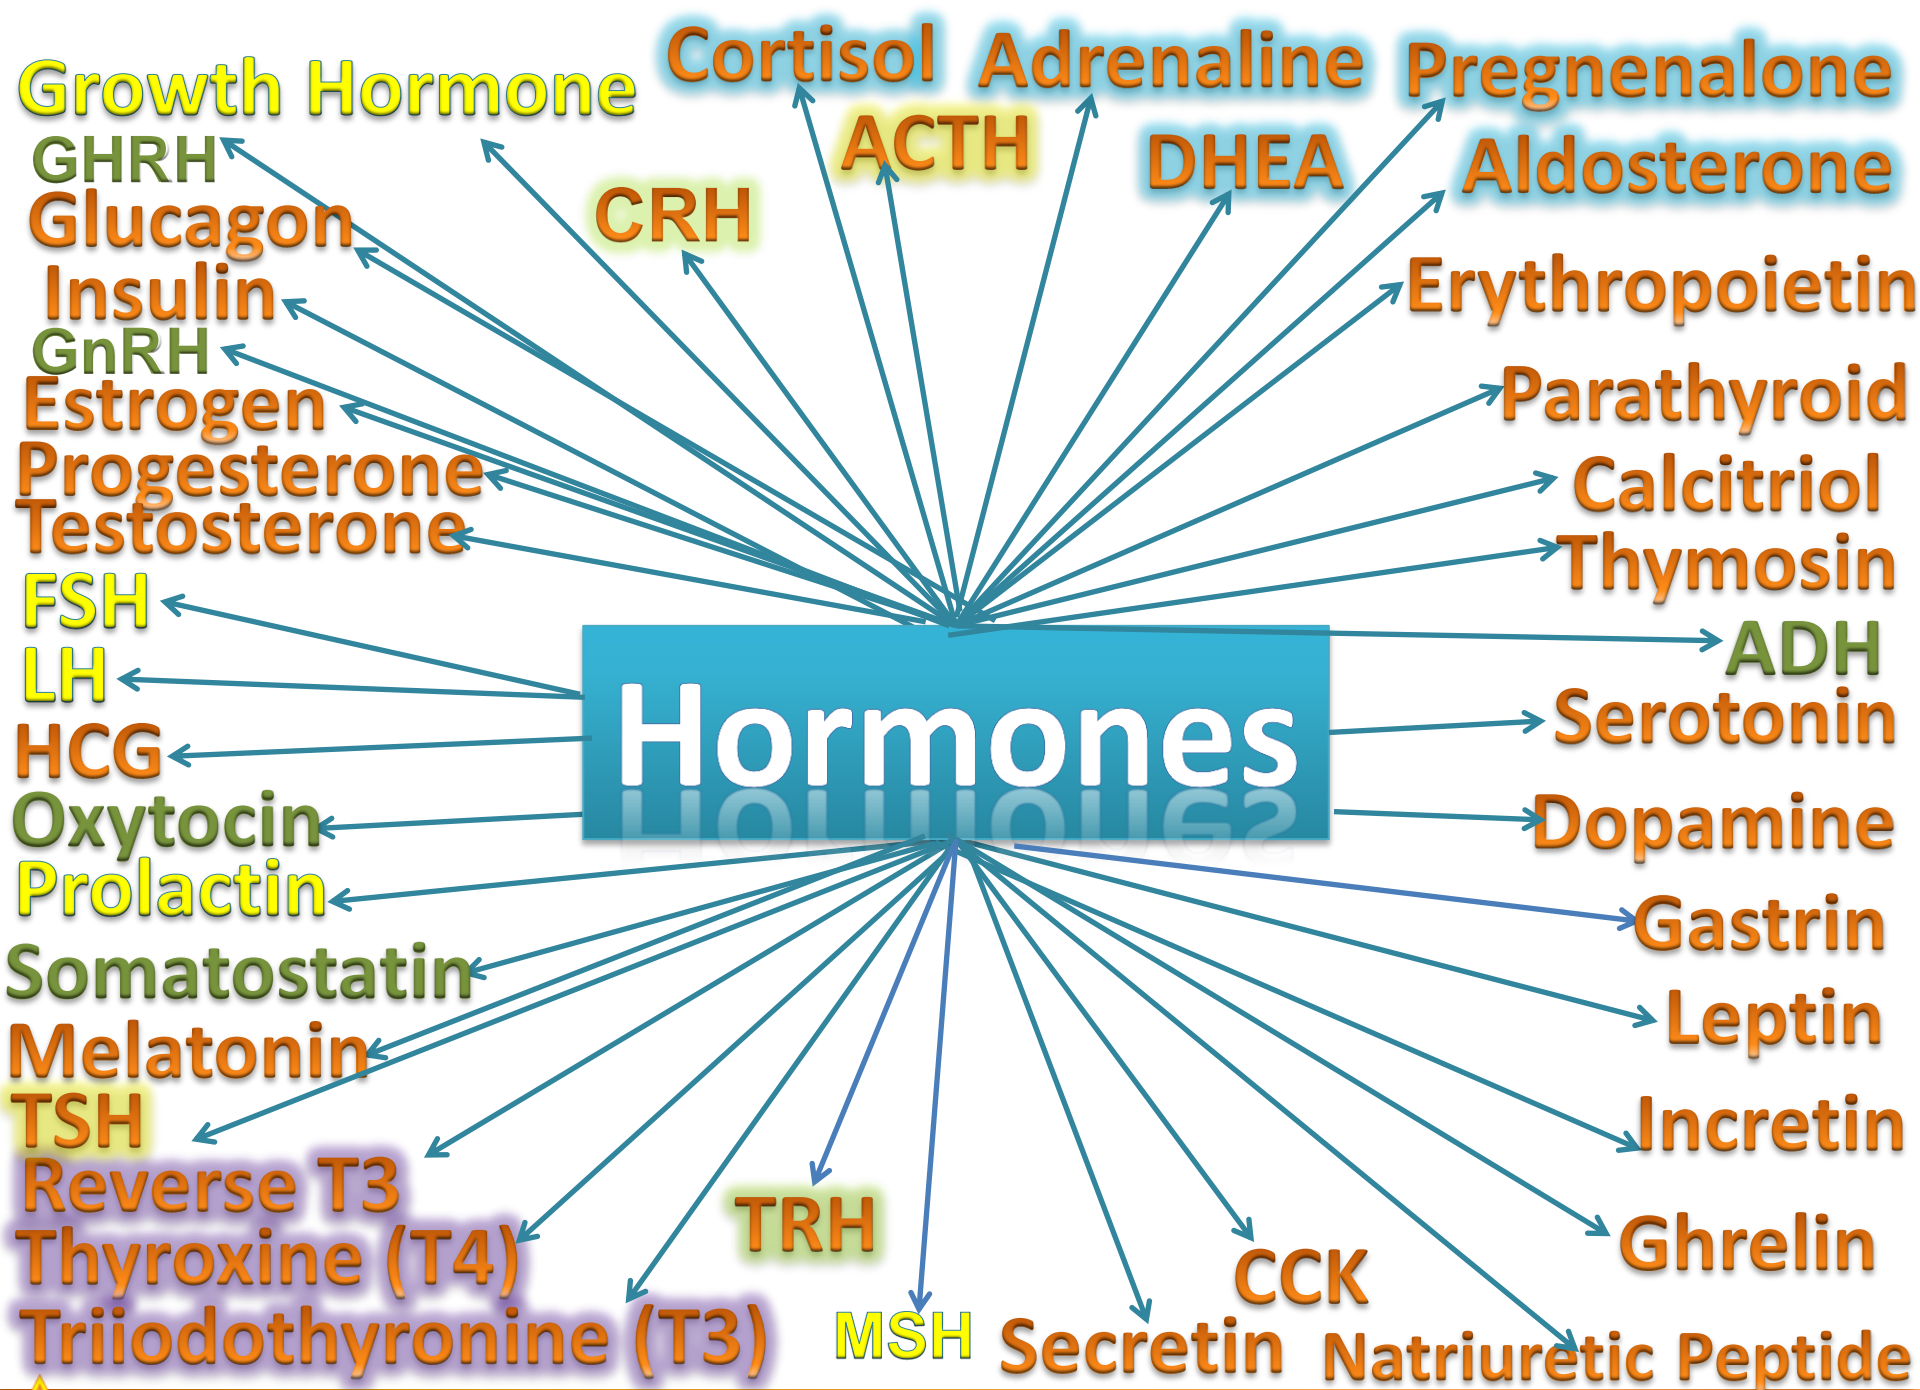 Growth Hormone
Cortisol
Adrenaline
Pregnenalone
GHRH
ACTH
DHEA
Aldosterone
Glucagon
CRH
Insulin
Erythropoietin
GnRH
Estrogen
Parathyroid
Progesterone
Calcitriol
Testosterone
Thymosin
FSH
ADH
LH
Hormones
Serotonin
HCG
Oxytocin
Dopamine
Prolactin
Gastrin
Somatostatin
Leptin
Melatonin
TSH
Incretin
Reverse T3
TRH
Thyroxine (T4)
Ghrelin
CCK
Triiodothyronine (T3)
MSH
Secretin
Natriuretic Peptide